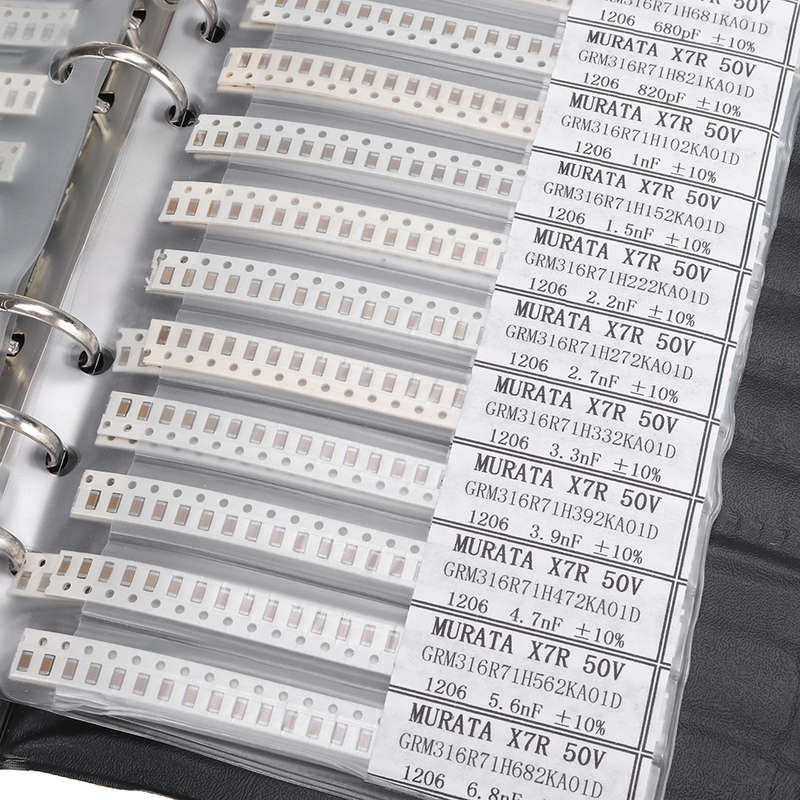 GRM316R71H681KA01D
1206 680pF ±10%
MURATA X7R 50V
GRM316R71H821KA01D
1206 820pF ±10%
MURATA X7R 50V
GRM316R71H102KA01D
1206 1nF ±10%
MURATA X7R 50V
GRM316R71H152KA01D
1206 1.5nF ±10%
MURATA X7R 50V
GRM316R71H222KA01D
1206 2.2nF ±10%
MURATA X7R 50V
GRM316R71H272KA01D
1206 2.7nF ±10%
MURATA X7R 50V
GRM316R71H332KA01D
1206 3.3nF ±10%
MURATA X7R 50V
GRM316R71H392KA01D
1206 3.9nF ±10%
MURATA X7R 50V
GRM316R71H472KA01D
1206 4.7nF ±10%
MURATA X7R 50V
GRM316R71H562KA01D
1206 5.6nF ±10%
MURATA X7R 50V
GRM316R71H682KA01D
1206 6.8nF ±10%